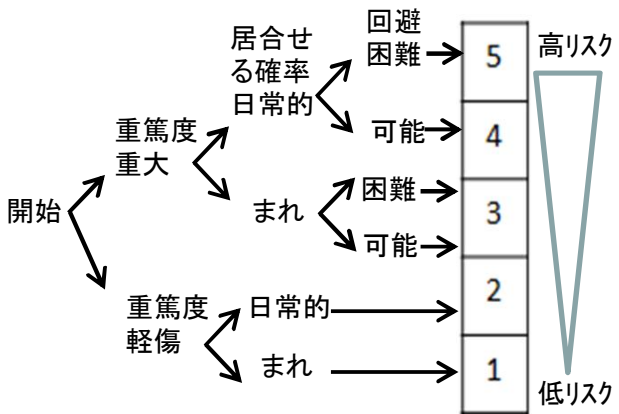 居合せ
る確率
日常的
回避
困難
5
高リスク
重篤度
重大
可能
4
開始
まれ
困難
3
可能
重篤度
軽傷
日常的
2
まれ
1
低リスク